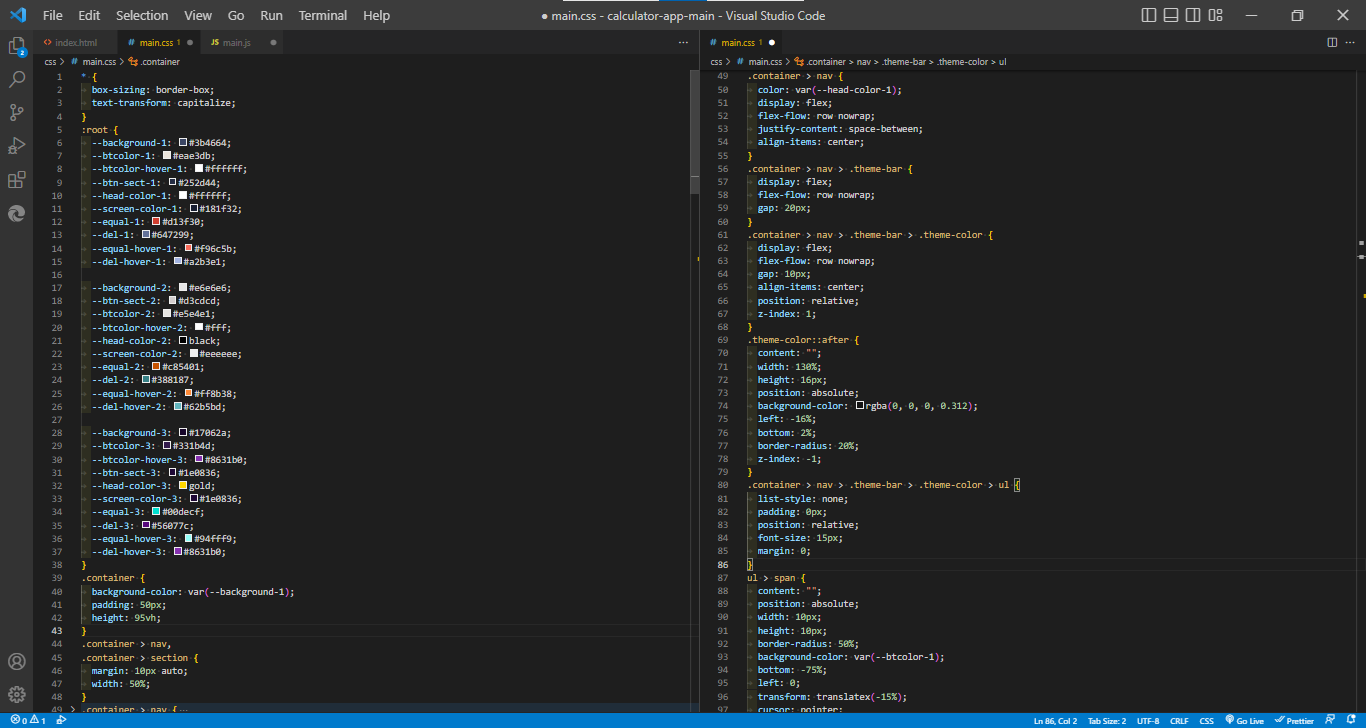 File Edit Selection View Go Run Terminal Help
● main.css - calculator-app-main - Visual Studio Code
2
<> index.html
# main.css 1 ●
JS main.js ●
···
css > # main.css > .container
1 * {
2 box-sizing: border-box;
3 text-transform: capitalize;
4 }
5 :root {
6 --background-1: #3b4664;
7 --btcolor-1: #eae3db;
8 --btcolor-hover-1: #ffffff;
9 --btn-sect-1: #252d44;
10 --head-color-1: #ffffff;
11 --screen-color-1: #181f32;
12 --equal-1: #d13f30;
13 --del-1: #647299;
14 --equal-hover-1: #f96c5b;
15 --del-hover-1: #a2b3e1;
16
17 --background-2: #e6e6e6;
18 --btn-sect-2: #d3cdcd;
19 --btcolor-2: #e5e4e1;
20 --btcolor-hover-2: #fff;
21 --head-color-2: black;
22 --screen-color-2: #eeeeee;
23 --equal-2: #c85401;
24 --del-2: #388187;
25 --equal-hover-2: #ff8b38;
26 --del-hover-2: #62b5bd;
27
28 --background-3: #17062a;
29 --btcolor-3: #331b4d;
30 --btcolor-hover-3: #8631b0;
31 --btn-sect-3: #1e0836;
32 --head-color-3: gold;
33 --screen-color-3: #1e0836;
34 --equal-3: #00decf;
35 --del-3: #56077c;
36 --equal-hover-3: #94fff9;
37 --del-hover-3: #8631b0;
38 }
39 .container {
40 background-color: var(--background-1);
41 padding: 50px;
42 height: 95vh;
43 }
44 .container > nav,
45 .container > section {
46 margin: 10px auto;
47 width: 50%;
48 }
49 > .container > nav {···
# main.css 1 ●
···
css > # main.css > .container > nav > .theme-bar > .theme-color > ul
49 .container > nav {
50 color: var(--head-color-1);
51 display: flex;
52 flex-flow: row nowrap;
53 justify-content: space-between;
54 align-items: center;
55 }
56 .container > nav > .theme-bar {
57 display: flex;
58 flex-flow: row nowrap;
59 gap: 20px;
60 }
61 .container > nav > .theme-bar > .theme-color {
62 display: flex;
63 flex-flow: row nowrap;
64 gap: 10px;
65 align-items: center;
66 position: relative;
67 z-index: 1;
68 }
69 .theme-color::after {
70 content: "";
71 width: 130%;
72 height: 16px;
73 position: absolute;
74 background-color: rgba(0, 0, 0, 0.312);
75 left: -16%;
76 bottom: 2%;
77 border-radius: 20%;
78 z-index: -1;
79 }
80 .container > nav > .theme-bar > .theme-color > ul {
81 list-style: none;
82 padding: 0px;
83 position: relative;
84 font-size: 15px;
85 margin: 0;
86 }
87 ul > span {
88 content: "";
89 position: absolute;
90 width: 10px;
91 height: 10px;
92 border-radius: 50%;
93 background-color: var(--btcolor-1);
94 bottom: -75%;
95 left: 0;
96 transform: translatex(-15%);
97 cursor: pointer;
0 1
Ln 86, Col 2 Tab Size: 2 UTF-8 CRLF CSS Go Live Prettier